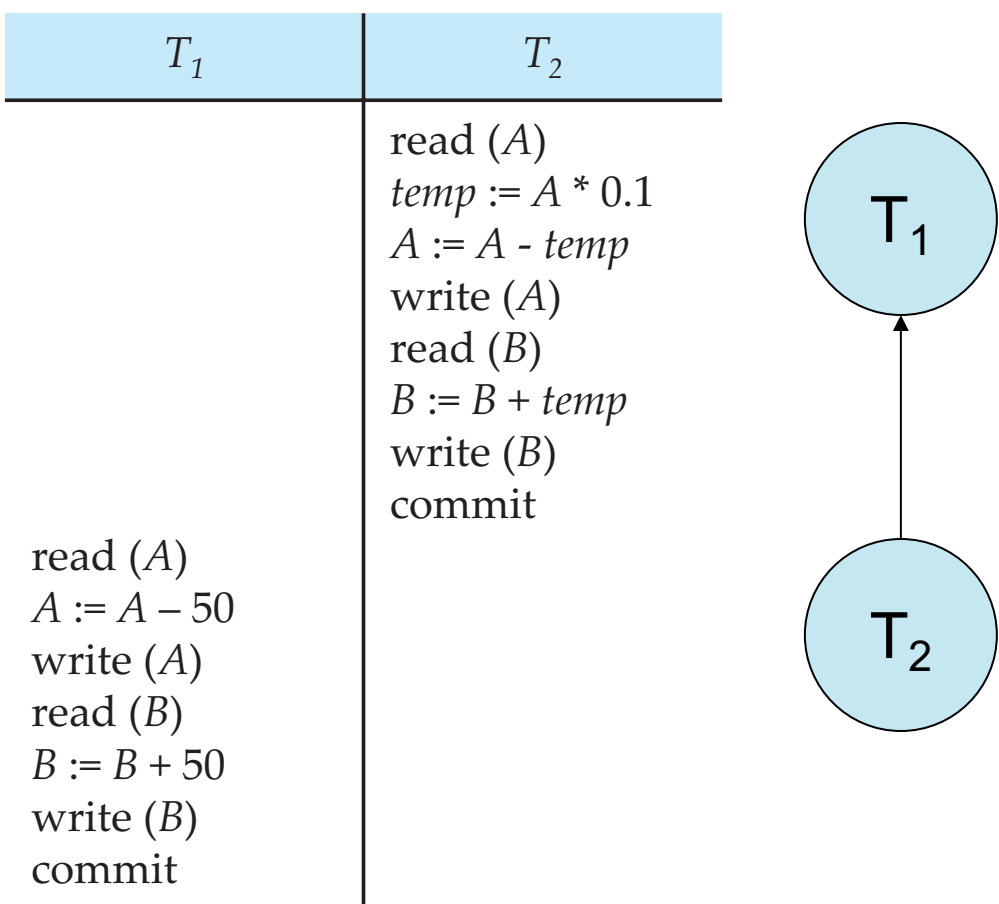 T1 T2
read (A)
temp := A * 0.1
A := A - temp
write (A)
read (B)
B := B + temp
write (B)
commit
read (A)
A := A – 50
write (A)
read (B)
B := B + 50
write (B)
commit
T1
T2